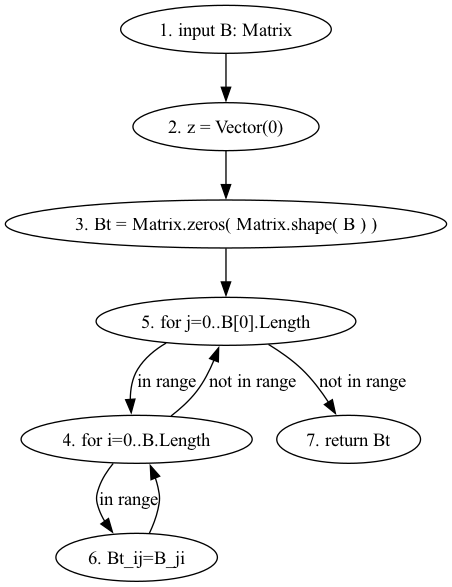 1. input B: Matrix
2. z = Vector(0)
3. Bt = Matrix.zeros( Matrix.shape( B ) )
5. for j=0..B[0].Length
in range
not in range
not in range
4. for i=0..B.Length
7. return Bt
in range
6. Bt_ij=B_ji